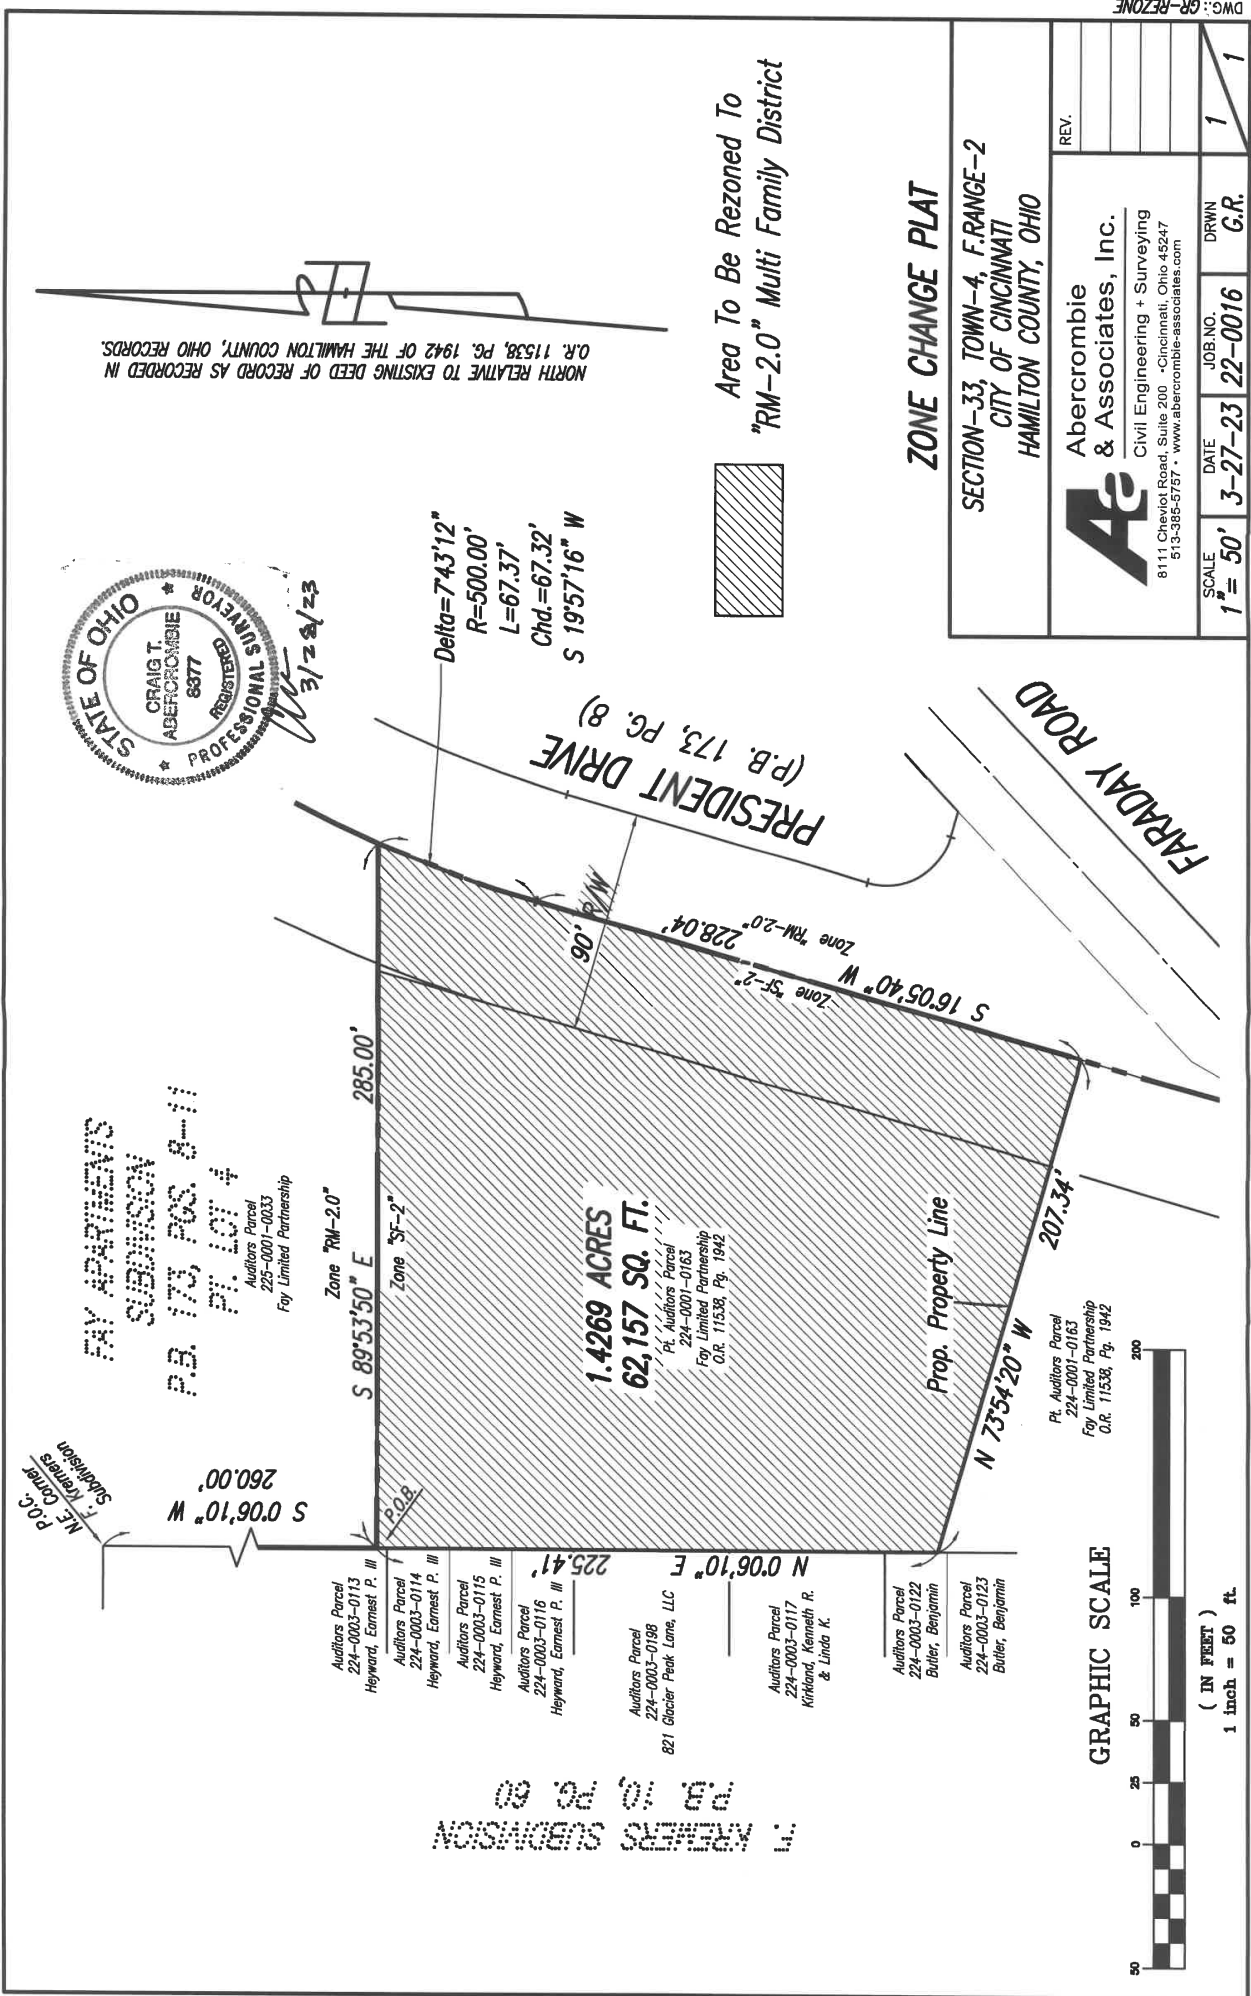 P.O.C.
N.E. Corner
F. Kremers
Subdivision
S 0°06'10" W
260.00'
FAY APARTMENTS
SUBDIVISION
P.B. 173, PGS. 8-11
PT. LOT 4
Auditors Parcel
225-0001-0033
Fay Limited Partnership
Zone "RM-2.0"
S 89°53'50" E 285.00'
Zone "SF-2"
P.O.B.
STATE OF OHIO
CRAIG T.
ABERCROMBIE
8377
REGISTERED
PROFESSIONAL SURVEYOR
3/28/23
NORTH RELATIVE TO EXISTING DEED OF RECORD AS RECORDED IN
O.R. 11538, PG. 1942 OF THE HAMILTON COUNTY, OHIO RECORDS.
Delta=7°43'12"
R=500.00'
L=67.37'
Chd.=67.32'
S 19°57'16" W
PRESIDENT DRIVE
(P.B. 173, PG. 8)
90' R/W
228.04'
S 16°05'40" W
Zone "RM-2.0"
Zone "SF-2"
FARADAY ROAD
1.4269 ACRES
62,157 SQ. FT.
Pt. Auditors Parcel
224-0001-0163
Fay Limited Partnership
O.R. 11538, Pg. 1942
Prop. Property Line
N 73°54'20" W 207.34'
Pt. Auditors Parcel
224-0001-0163
Fay Limited Partnership
O.R. 11538, Pg. 1942
N 0°06'10" E 225.41'
Auditors Parcel
224-0003-0113
Heyward, Earnest P. III
Auditors Parcel
224-0003-0114
Heyward, Earnest P. III
Auditors Parcel
224-0003-0115
Heyward, Earnest P. III
Auditors Parcel
224-0003-0116
Heyward, Earnest P. III
Auditors Parcel
224-0003-0198
821 Glacier Peak Lane, LLC
Auditors Parcel
224-0003-0117
Kirkland, Kenneth R.
& Linda K.
Auditors Parcel
224-0003-0122
Butler, Benjamin
Auditors Parcel
224-0003-0123
Butler, Benjamin
F. KREMERS SUBDIVISION
P.B. 10, PG. 60
GRAPHIC SCALE
50 0 25 50 100 200
( IN FEET )
1 inch = 50 ft.
Area To Be Rezoned To
"RM-2.0" Multi Family District
ZONE CHANGE PLAT
SECTION-33, TOWN-4, F.RANGE-2
CITY OF CINCINNATI
HAMILTON COUNTY, OHIO
Aa
Abercrombie
& Associates, Inc.
Civil Engineering + Surveying
8111 Cheviot Road, Suite 200 • Cincinnati, Ohio 45247
513-385-5757 • www.abercrombie-associates.com
REV.
SCALE
1"= 50'
DATE
3-27-23
JOB.NO.
22-0016
DRWN
G.R.
1
1
DWG.: GR-REZONE